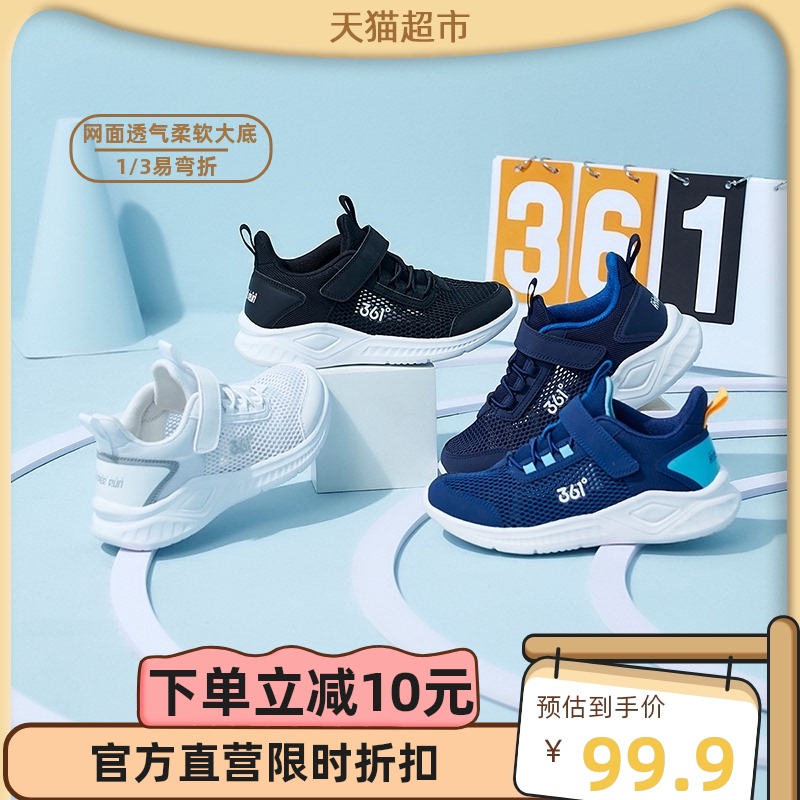 天猫超市
网面透气柔软大底
1/3易弯折
361
361°
361°
361°
下单立减10元
官方直营限时折扣
预估到手价
¥99.9